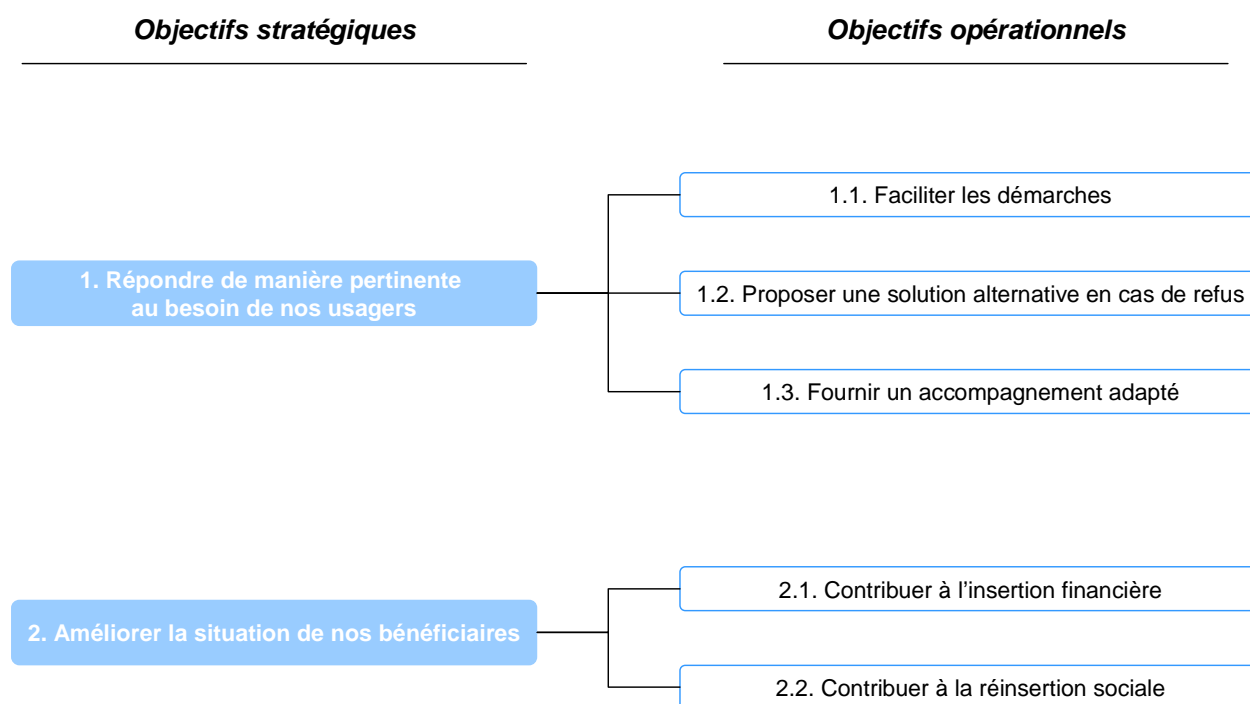 Objectifs stratégiques
Objectifs opérationnels
1. Répondre de manière pertinente
au besoin de nos usagers
1.1. Faciliter les démarches
1.2. Proposer une solution alternative en cas de refus
1.3. Fournir un accompagnement adapté
2. Améliorer la situation de nos bénéficiaires
2.1. Contribuer à l’insertion financière
2.2. Contribuer à la réinsertion sociale